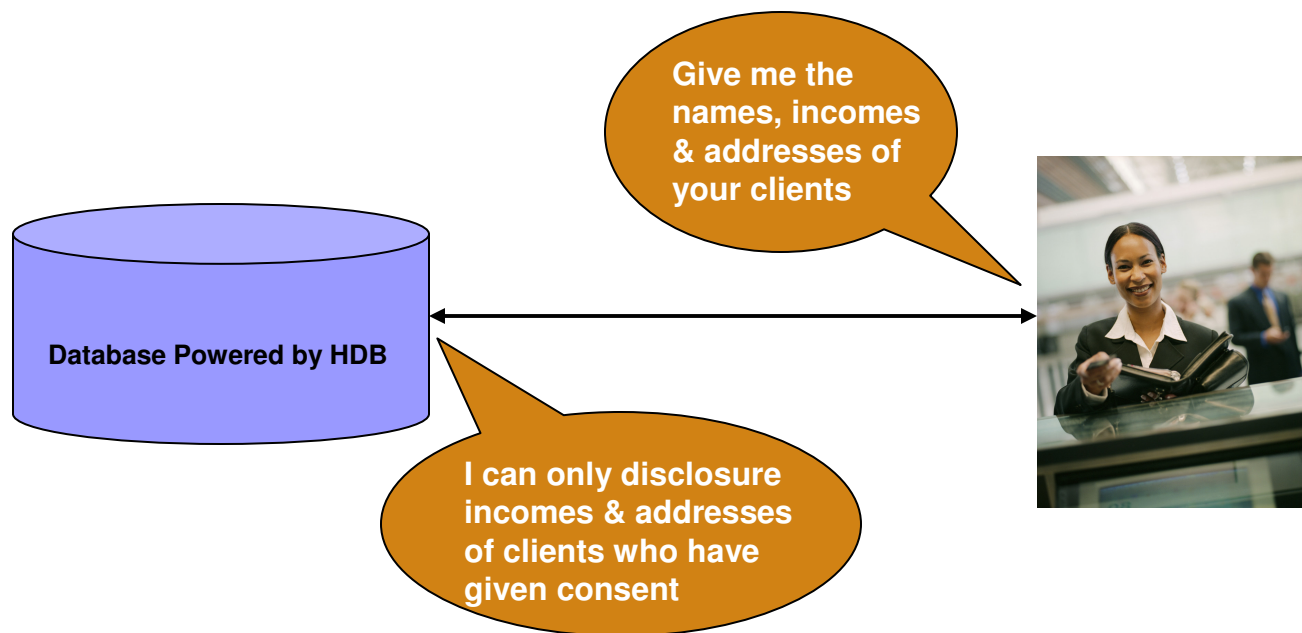 Give me the
names, incomes
& addresses of
your clients
Database Powered by HDB
I can only disclosure
incomes & addresses
of clients who have
given consent